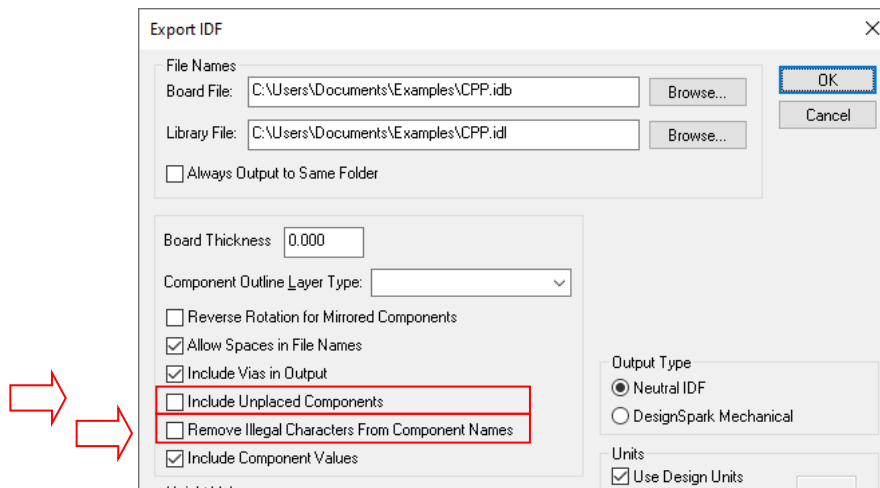 Export IDF
File Names
Board File: C:\Users\Documents\Examples\CPP.idb Browse...
Library File: C:\Users\Documents\Examples\CPP.idl Browse...
Always Output to Same Folder
OK
Cancel
Board Thickness 0.000
Component Outline Layer Type:
Reverse Rotation for Mirrored Components
Allow Spaces in File Names
Include Vias in Output
Include Unplaced Components
Remove Illegal Characters From Component Names
Include Component Values
Output Type
Neutral IDF
DesignSpark Mechanical
Units
Use Design Units